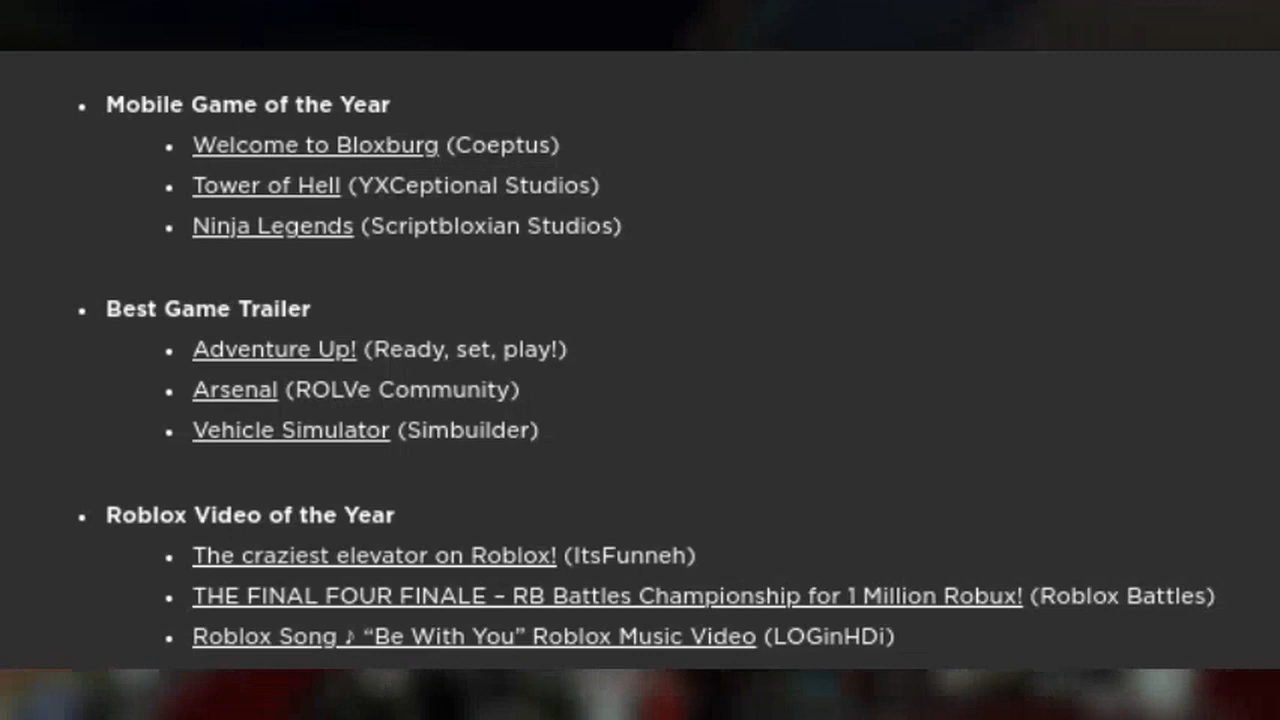 • Mobile Game of the Year
• Welcome to Bloxburg (Coeptus)
• Tower of Hell (YXCeptional Studios)
• Ninja Legends (Scriptbloxian Studios)
• Best Game Trailer
• Adventure Up! (Ready, set, play!)
• Arsenal (ROLVe Community)
• Vehicle Simulator (Simbuilder)
• Roblox Video of the Year
• The craziest elevator on Roblox! (ItsFunneh)
• THE FINAL FOUR FINALE – RB Battles Championship for 1 Million Robux! (Roblox Battles)
• Roblox Song ♪ “Be With You” Roblox Music Video (LOGinHDi)